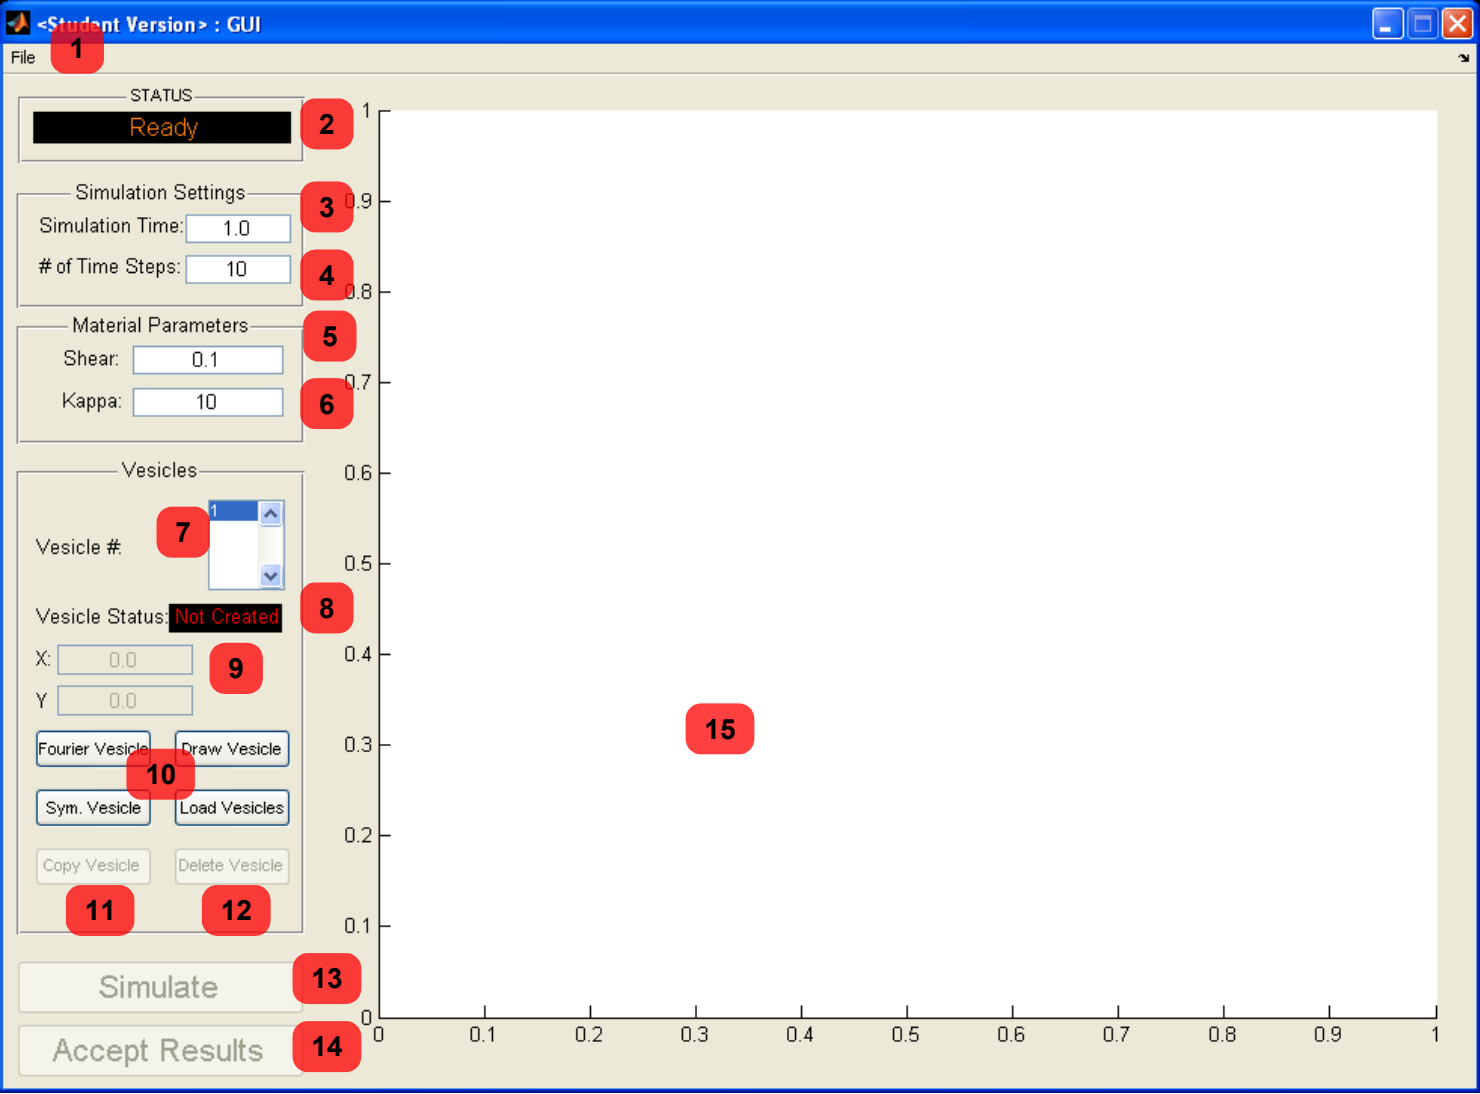 <Student Version> : GUI
File
1
STATUS
Ready
2
Simulation Settings
Simulation Time: 1.0
3
# of Time Steps: 10
4
Material Parameters
5
Shear: 0.1
Kappa: 10
6
Vesicles
Vesicle #:
1
7
Vesicle Status: Not Created
8
X: 0.0
9
Y 0.0
Fourier Vesicle Draw Vesicle
10
Sym. Vesicle Load Vesicles
Copy Vesicle Delete Vesicle
11 12
Simulate
13
Accept Results
14
1
0.9
0.8
0.7
0.6
0.5
0.4
0.3
0.2
0.1
0
15
0 0.1 0.2 0.3 0.4 0.5 0.6 0.7 0.8 0.9 1